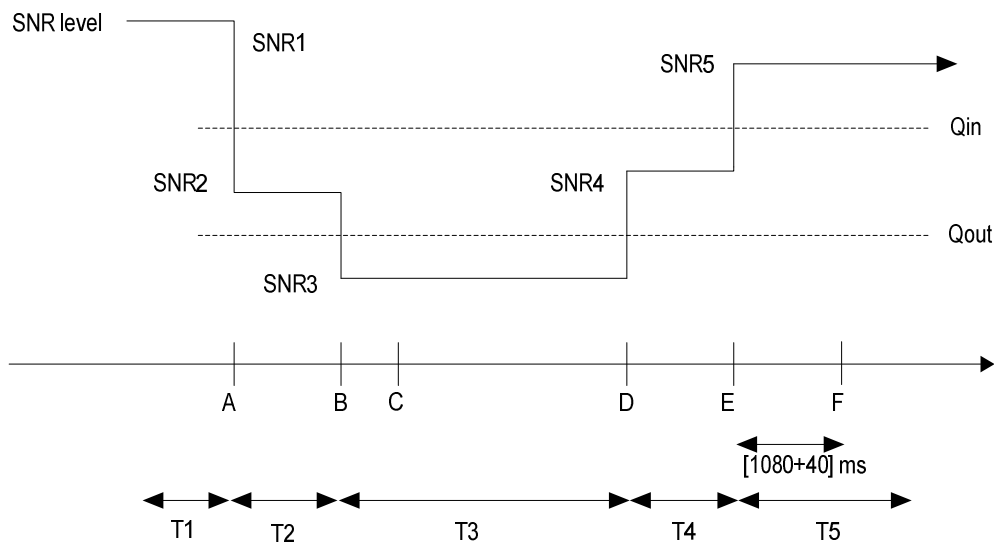 SNR level
SNR1
SNR5
Qin
SNR2
SNR4
Qout
SNR3
A
B
C
D
E
F
[1080+40] ms
T1
T2
T3
T4
T5